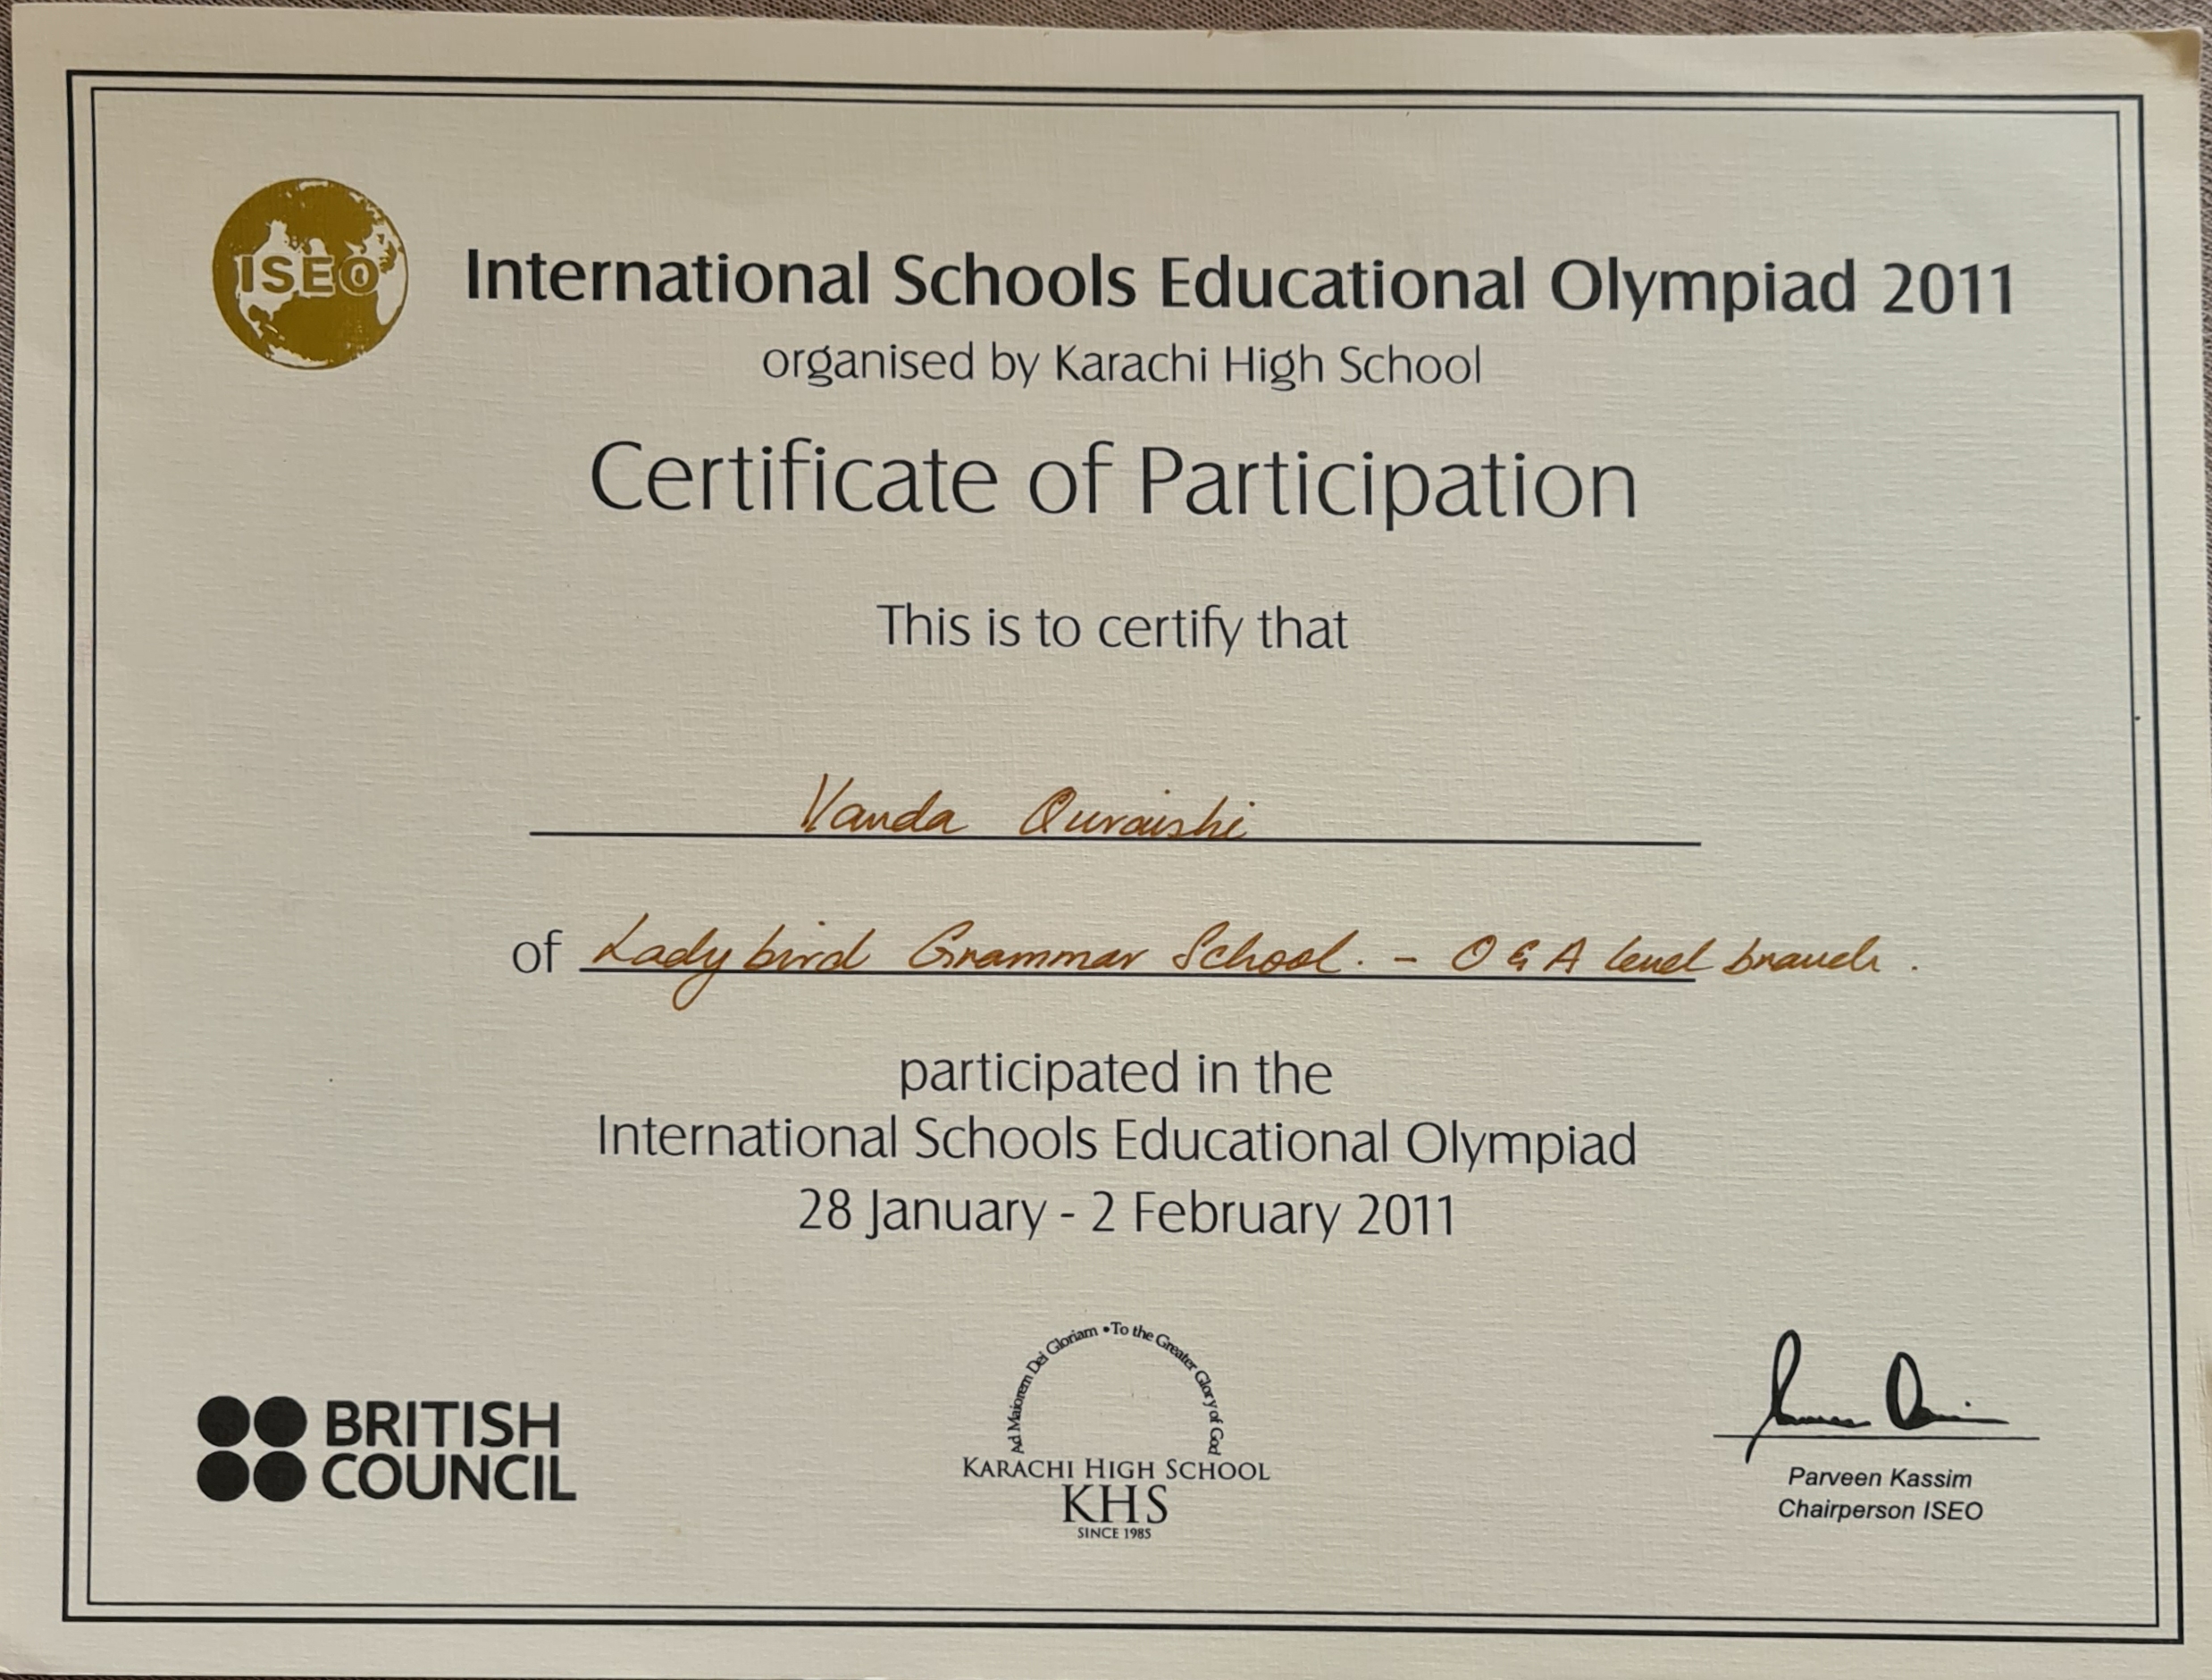 ISEO
International Schools Educational Olympiad 2011
organised by Karachi High School
Certificate of Participation
This is to certify that
Vanda Quraishi
of Ladybird Grammar School. - O & A level branch.
participated in the
International Schools Educational Olympiad
28 January - 2 February 2011
BRITISH
COUNCIL
Ad Maiorem Dei Gloriam • To the Greater Glory of God
KARACHI HIGH SCHOOL
KHS
SINCE 1985
Parveen Kassim
Chairperson ISEO